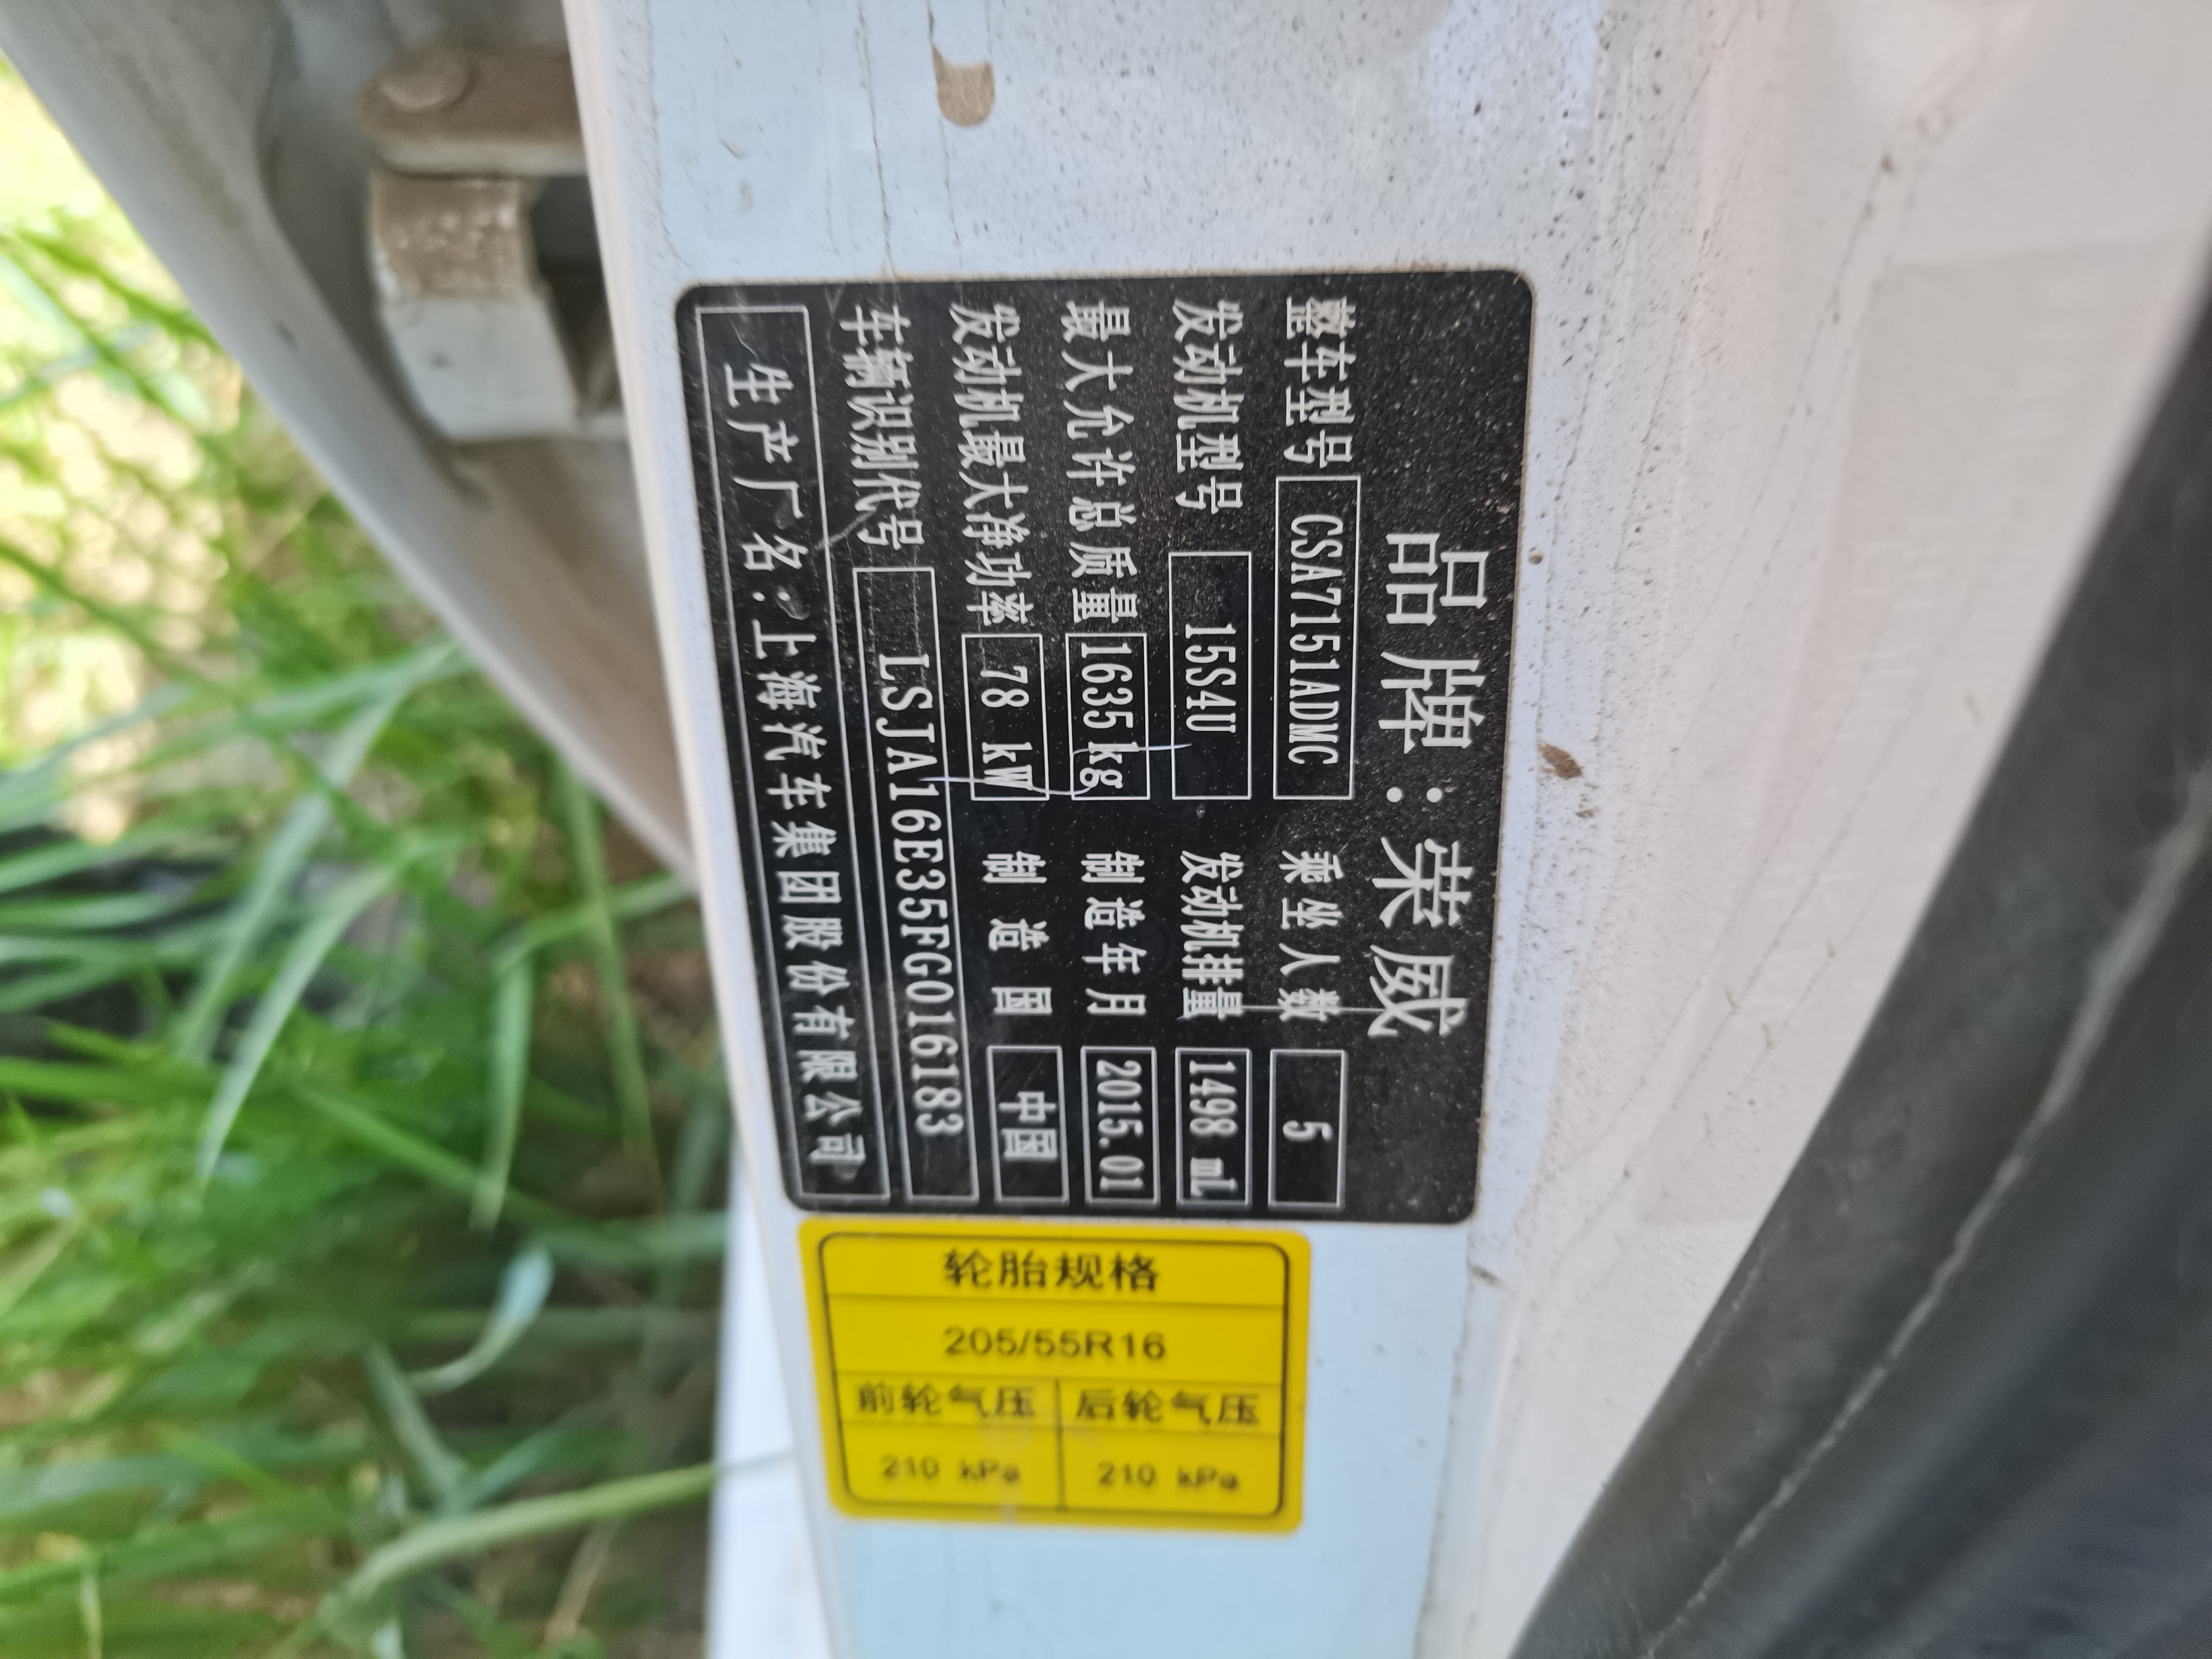 品牌:荣威
整车型号 CSA7151ADMC 乘坐人数 5
发动机型号 15S4U 发动机排量 1498 mL
最大允许总质量 1635kg 制造年月 2015.01
发动机最大净功率 78 kW 制造国 中国
车辆识别代号 LSJA16E35FG016183
生产厂名:上海汽车集团股份有限公司
轮胎规格
205/55R16
前轮气压 后轮气压
210 kPa 210 kPa